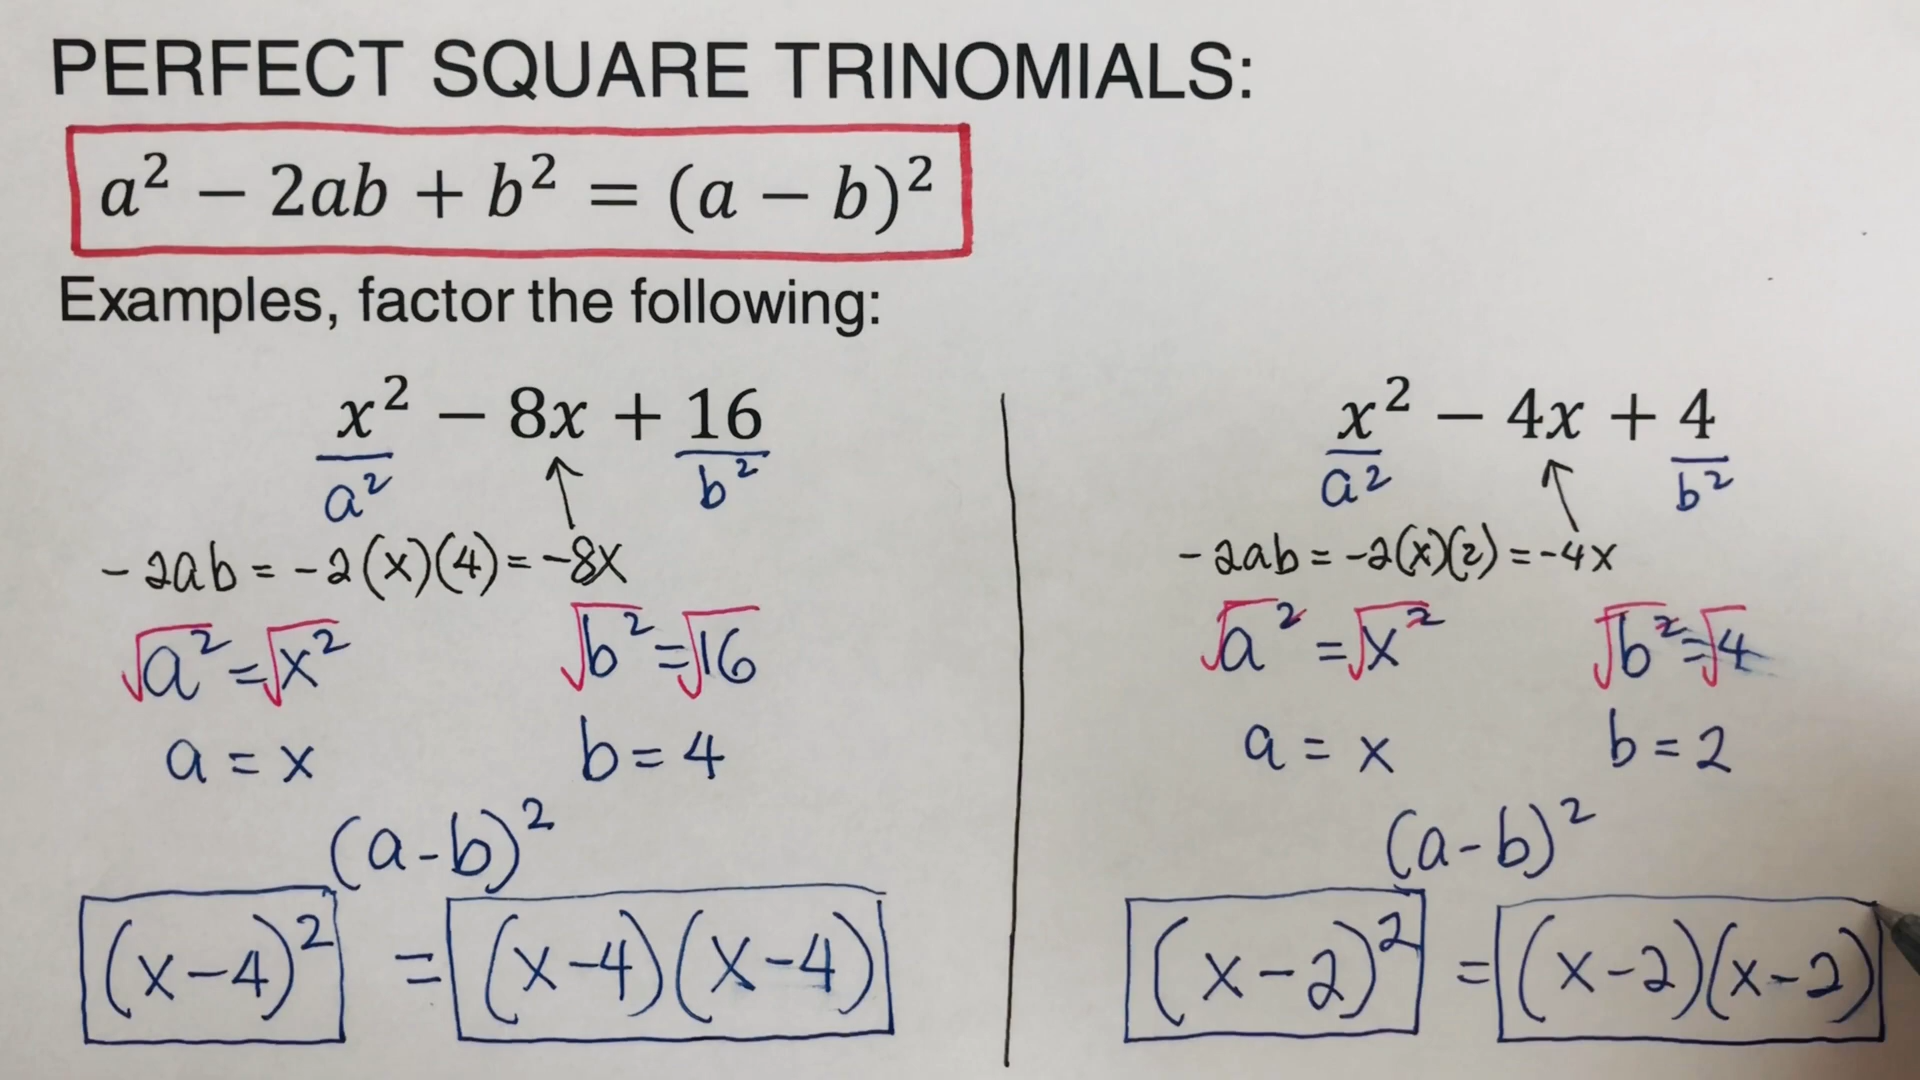 PERFECT SQUARE TRINOMIALS:
a² − 2ab + b² = (a − b)²
Examples, factor the following:
x² − 8x + 16
a² b²
-2ab = -2(x)(4) = -8x
√a² = √x² √b² = √16
a = x b = 4
(a-b)²
(x-4)² = (x-4)(x-4)
x² − 4x + 4
a² b²
-2ab = -2(x)(2) = -4x
√a² = √x² √b² = √4
a = x b = 2
(a-b)²
(x-2)² = (x-2)(x-2)